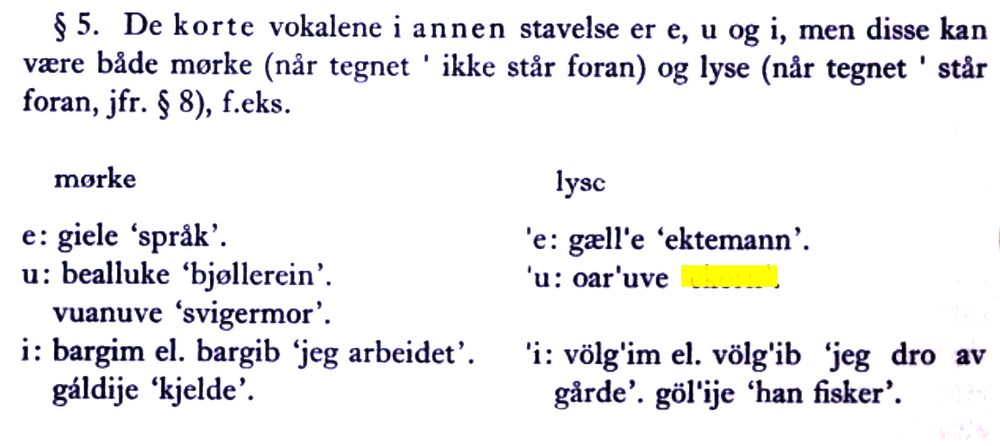 § 5. De korte vokalene i annen stavelse er e, u og i, men disse kan
være både mørke (når tegnet ' ikke står foran) og lyse (når tegnet ' står
foran, jfr. § 8), f.eks.
mørke
lyse
e: giele ‘språk’.
'e: gæll'e ‘ektemann’.
u: bealluke ‘bjøllerein’.
'u: oar'uve
vuanuve ‘svigermor’.
i: bargim el. bargib ‘jeg arbeidet’.
'i: völg'im el. völg'ib ‘jeg dro av
gáldije ‘kjelde’.
gårde’. göl'ije ‘han fisker’.